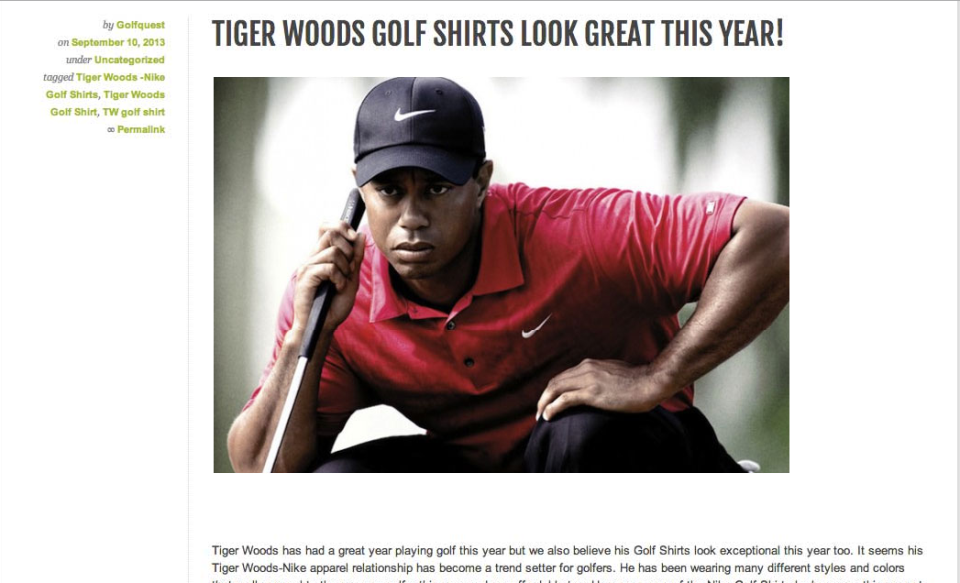 by Golfquest
on September 10, 2013
under Uncategorized
tagged Tiger Woods -Nike
Golf Shirts, Tiger Woods
Golf Shirt, TW golf shirt
∞ Permalink
TIGER WOODS GOLF SHIRTS LOOK GREAT THIS YEAR!
Tiger Woods has had a great year playing golf this year but we also believe his Golf Shirts look exceptional this year too. It seems his
Tiger Woods-Nike apparel relationship has become a trend setter for golfers. He has been wearing many different styles and colors